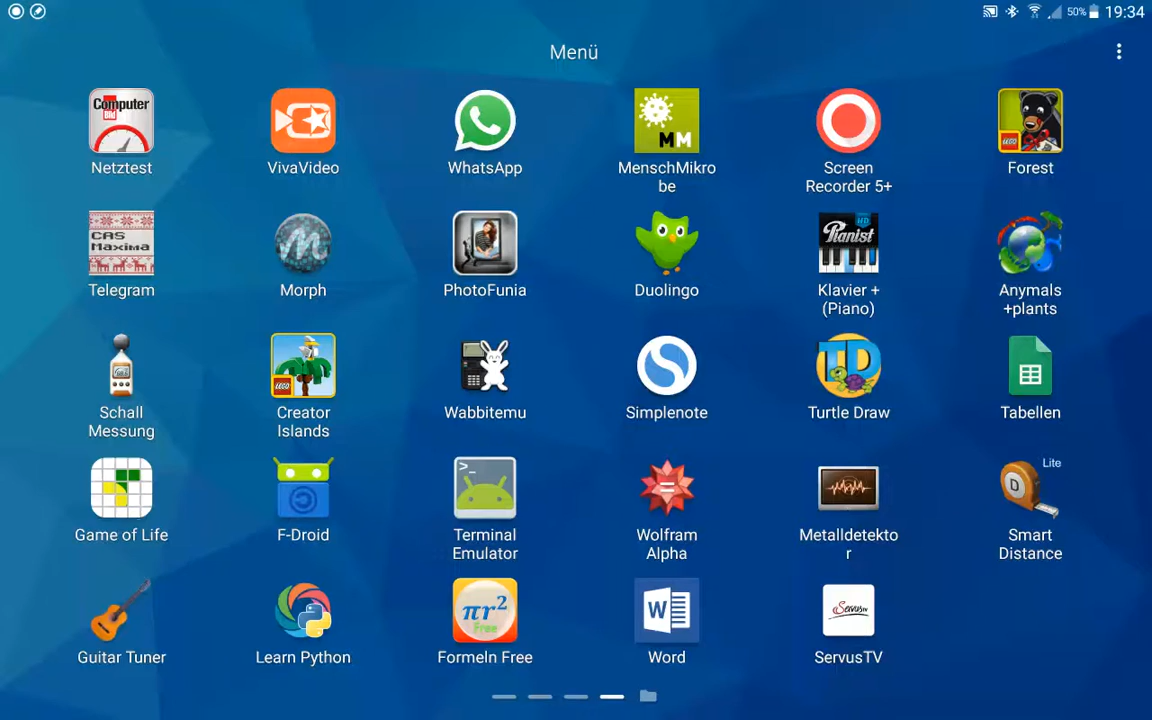 50% 19:34
Menü
Computer
Bild
Netztest
VivaVideo
WhatsApp
MM
MenschMikro
be
Screen
Recorder 5+
LEGO
Forest
CAS
Maxima
Telegram
M
Morph
PhotoFunia
Duolingo
HD
Pianist
Klavier +
(Piano)
Anymals
+plants
Schall
Messung
LEGO
Creator
Islands
Wabbitemu
Simplenote
TD
Turtle Draw
Tabellen
Game of Life
F-Droid
>_
Terminal
Emulator
=
Wolfram
Alpha
Metalldetekto
r
D
Lite
Smart
Distance
Guitar Tuner
Learn Python
πr²
Free
Formeln Free
W
Word
Servus
ServusTV